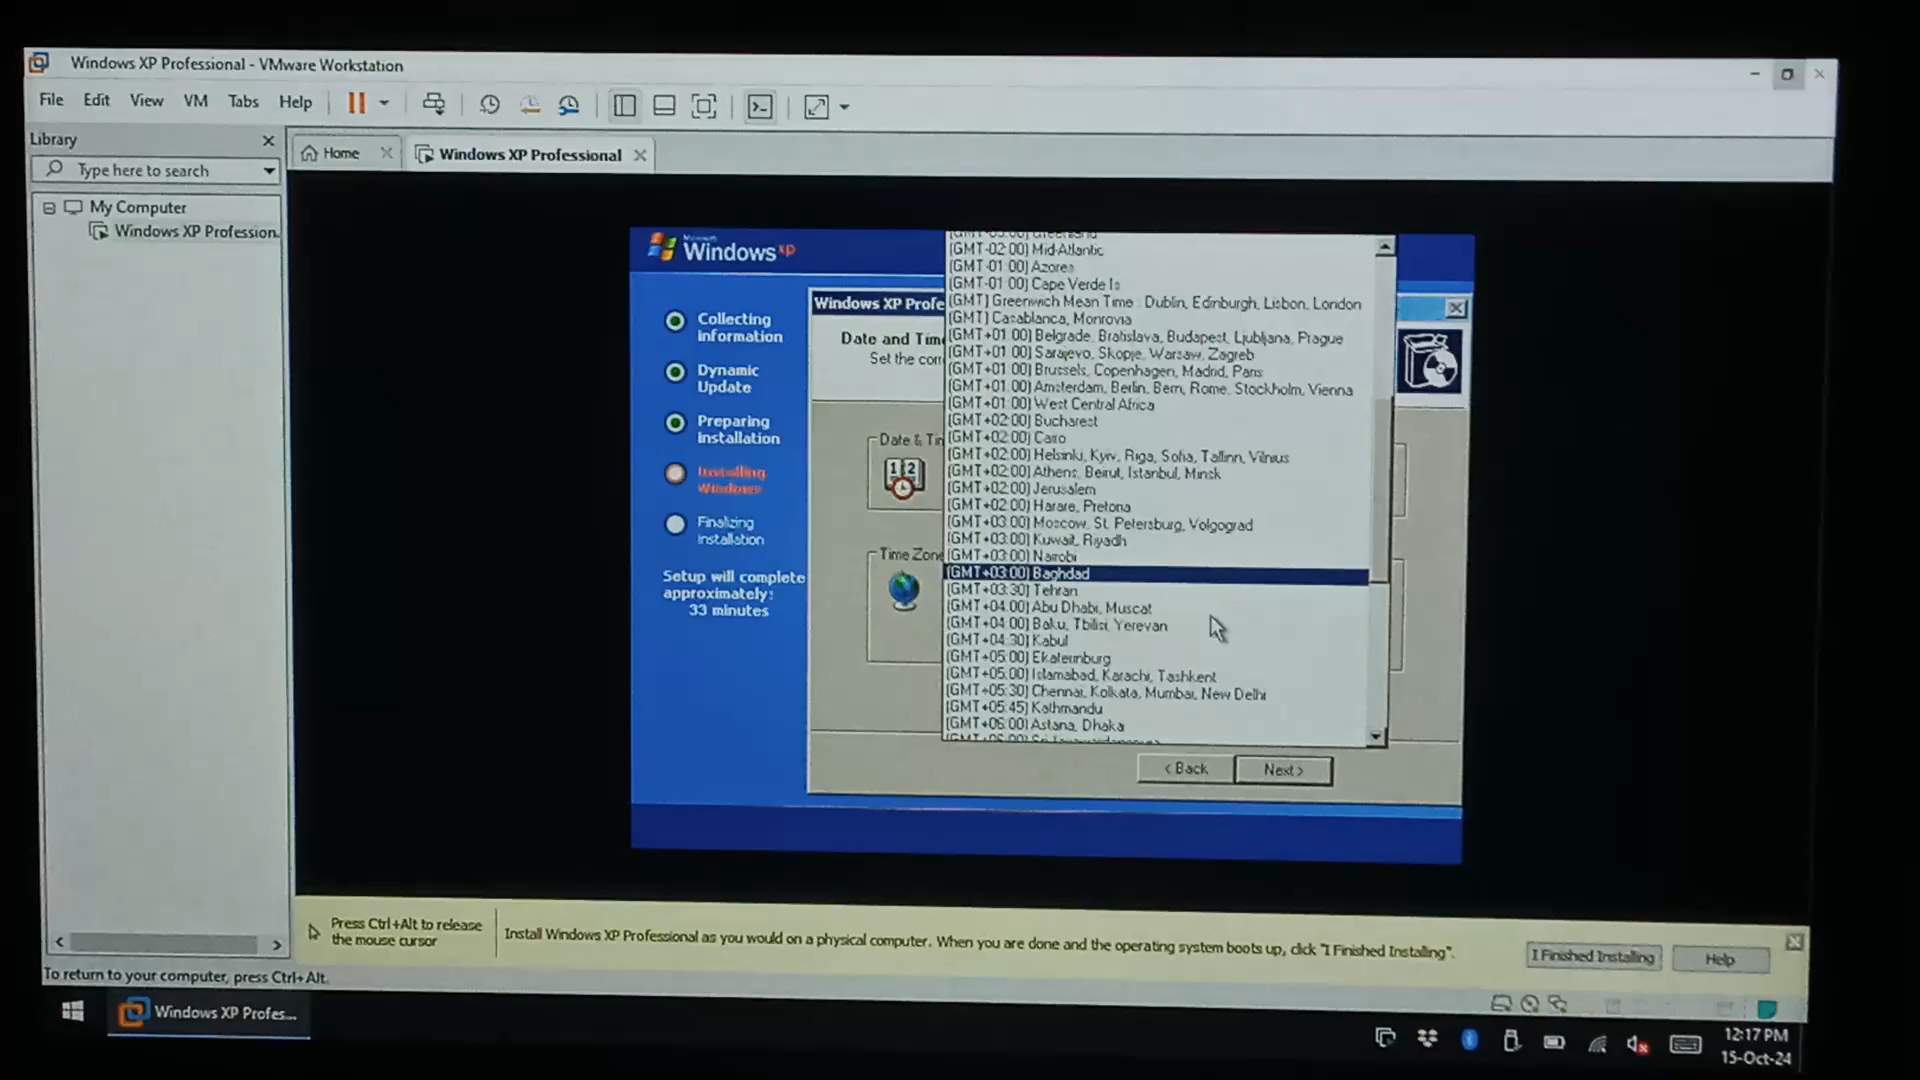 Windows XP Professional - VMware Workstation
File Edit View VM Tabs Help
Library
Type here to search
My Computer
Windows XP Profession
Home
Windows XP Professional
Microsoft
Windows xp
Collecting
information
Dynamic
Update
Preparing
installation
Installing
Windows
Finalizing
installation
Setup will complete
approximately:
33 minutes
Windows XP Profe
Date and Time
Set the corr
Date & Tin
12
Time Zone
(GMT-03:00) Greenland
(GMT-02:00) Mid-Atlantic
(GMT-01:00) Azores
(GMT-01:00) Cape Verde Is
(GMT) Greenwich Mean Time : Dublin, Edinburgh, Lisbon, London
(GMT) Casablanca, Monrovia
(GMT+01:00) Belgrade, Bratislava, Budapest, Ljubljana, Prague
(GMT+01:00) Sarajevo, Skopje, Warsaw, Zagreb
(GMT+01:00) Brussels, Copenhagen, Madrid, Paris
(GMT+01:00) Amsterdam, Berlin, Bern, Rome, Stockholm, Vienna
(GMT+01:00) West Central Africa
(GMT+02:00) Bucharest
(GMT+02:00) Cairo
(GMT+02:00) Helsinki, Kyiv, Riga, Sofia, Tallinn, Vilnius
(GMT+02:00) Athens, Beirut, Istanbul, Minsk
(GMT+02:00) Jerusalem
(GMT+02:00) Harare, Pretoria
(GMT+03:00) Moscow, St. Petersburg, Volgograd
(GMT+03:00) Kuwait, Riyadh
(GMT+03:00) Nairobi
(GMT+03:00) Baghdad
(GMT+03:30) Tehran
(GMT+04:00) Abu Dhabi, Muscat
(GMT+04:00) Baku, Tbilisi, Yerevan
(GMT+04:30) Kabul
(GMT+05:00) Ekaterinburg
(GMT+05:00) Islamabad, Karachi, Tashkent
(GMT+05:30) Chennai, Kolkata, Mumbai, New Delhi
(GMT+05:45) Kathmandu
(GMT+06:00) Astana, Dhaka
< Back
Next >
Press Ctrl+Alt to release
the mouse cursor
Install Windows XP Professional as you would on a physical computer. When you are done and the operating system boots up, click "I Finished Installing".
I Finished Installing
Help
To return to your computer, press Ctrl+Alt.
Windows XP Profes...
12:17 PM
15-Oct-24